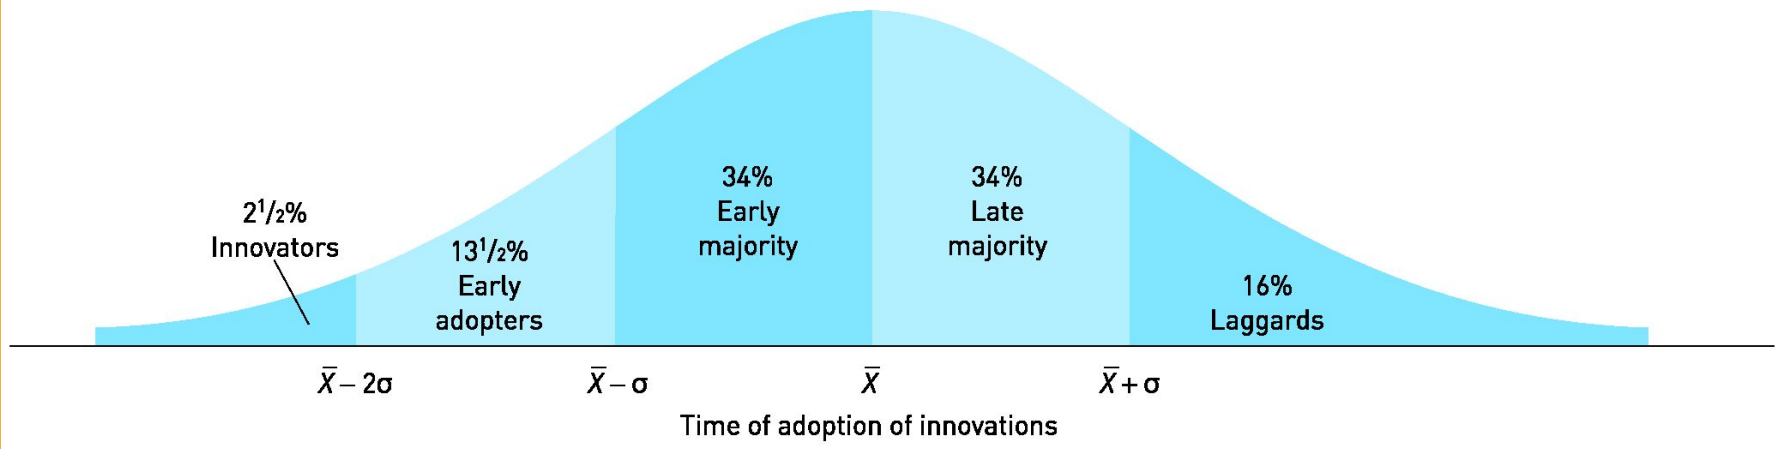 2¹/₂%
Innovators
13¹/₂%
Early
adopters
34%
Early
majority
34%
Late
majority
16%
Laggards
X̅ – 2σ
X̅ – σ
X̅
X̅ + σ
Time of adoption of innovations